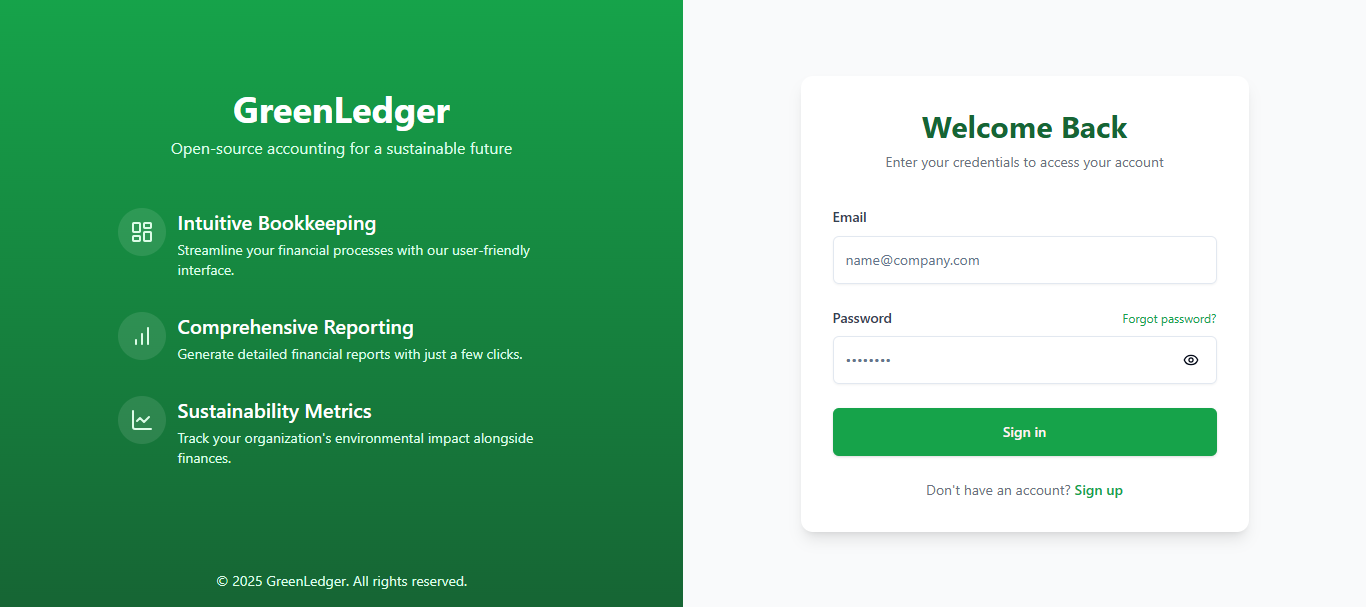 GreenLedger
Open-source accounting for a sustainable future
Intuitive Bookkeeping
Streamline your financial processes with our user-friendly
interface.
Comprehensive Reporting
Generate detailed financial reports with just a few clicks.
Sustainability Metrics
Track your organization's environmental impact alongside
finances.
© 2025 GreenLedger. All rights reserved.
Welcome Back
Enter your credentials to access your account
Email
name@company.com
Password Forgot password?
••••••••
Sign in
Don't have an account? Sign up